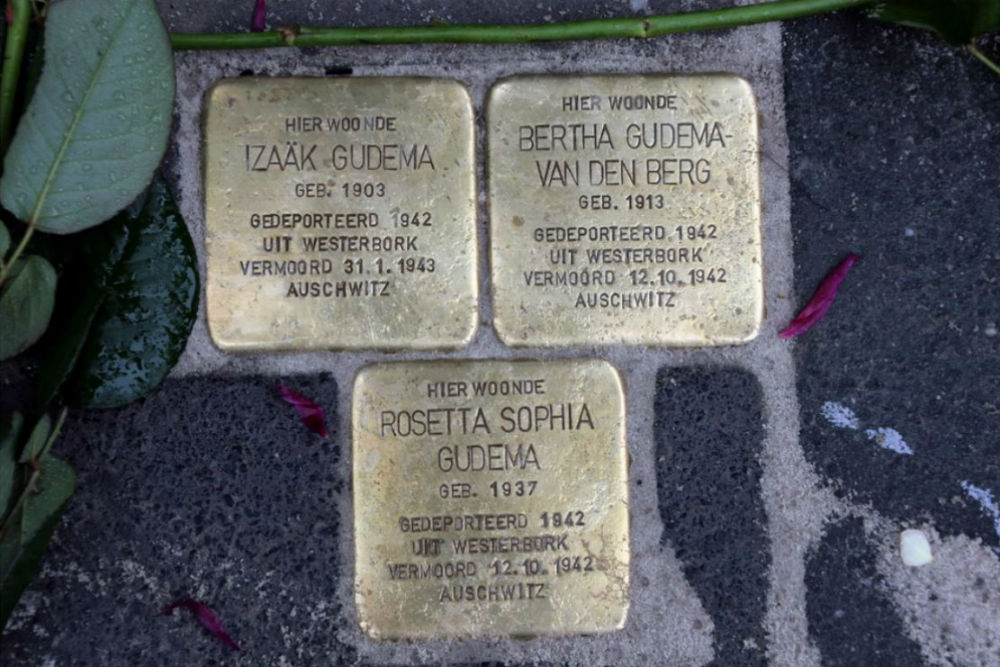 HIER WOONDE
IZAÄK GUDEMA
GEB. 1903
GEDEPORTEERD 1942
UIT WESTERBORK
VERMOORD 31.1.1943
AUSCHWITZ
HIER WOONDE
BERTHA GUDEMA-
VAN DEN BERG
GEB. 1913
GEDEPORTEERD 1942
UIT WESTERBORK
VERMOORD 12.10.1942
AUSCHWITZ
HIER WOONDE
ROSETTA SOPHIA
GUDEMA
GEB. 1937
GEDEPORTEERD 1942
UIT WESTERBORK
VERMOORD 12.10.1942
AUSCHWITZ